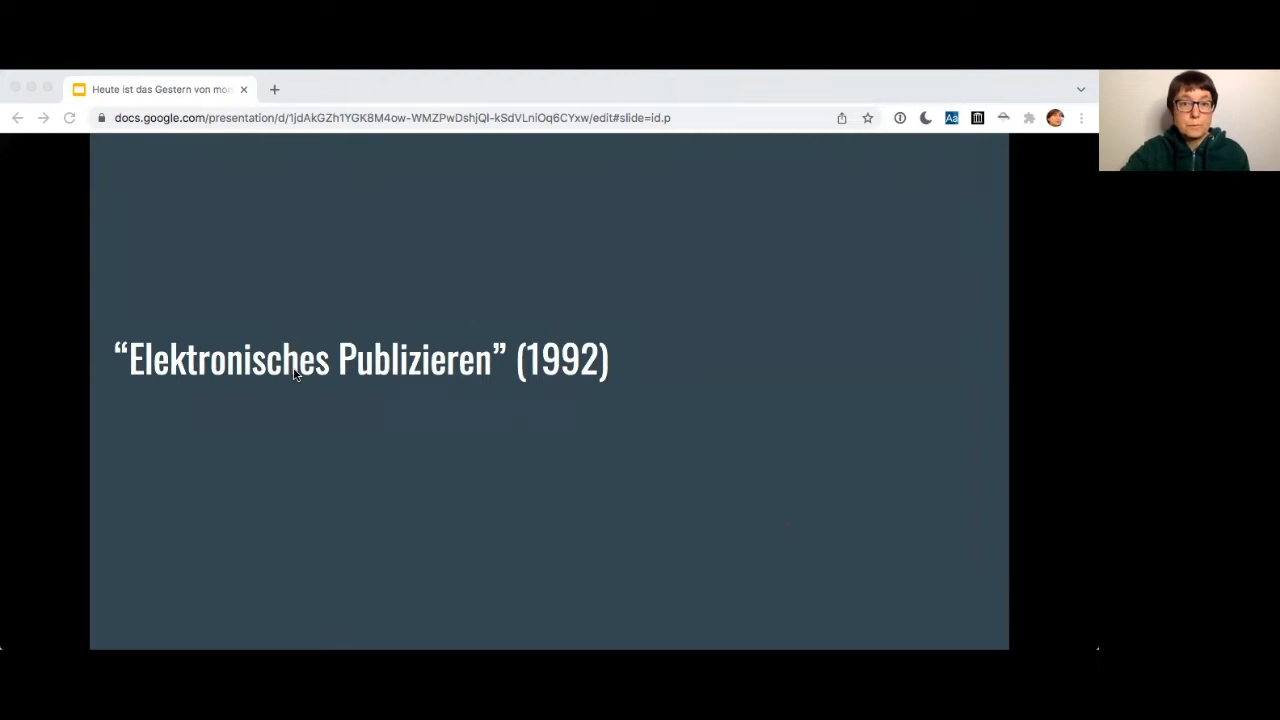 Heute ist das Gestern von mor
docs.google.com/presentation/d/1jdAkGZh1YGK8M4ow-WMZPwDshjQI-kSdVLniOq6CYxw/edit#slide=id.p
Aa
“Elektronisches Publizieren” (1992)